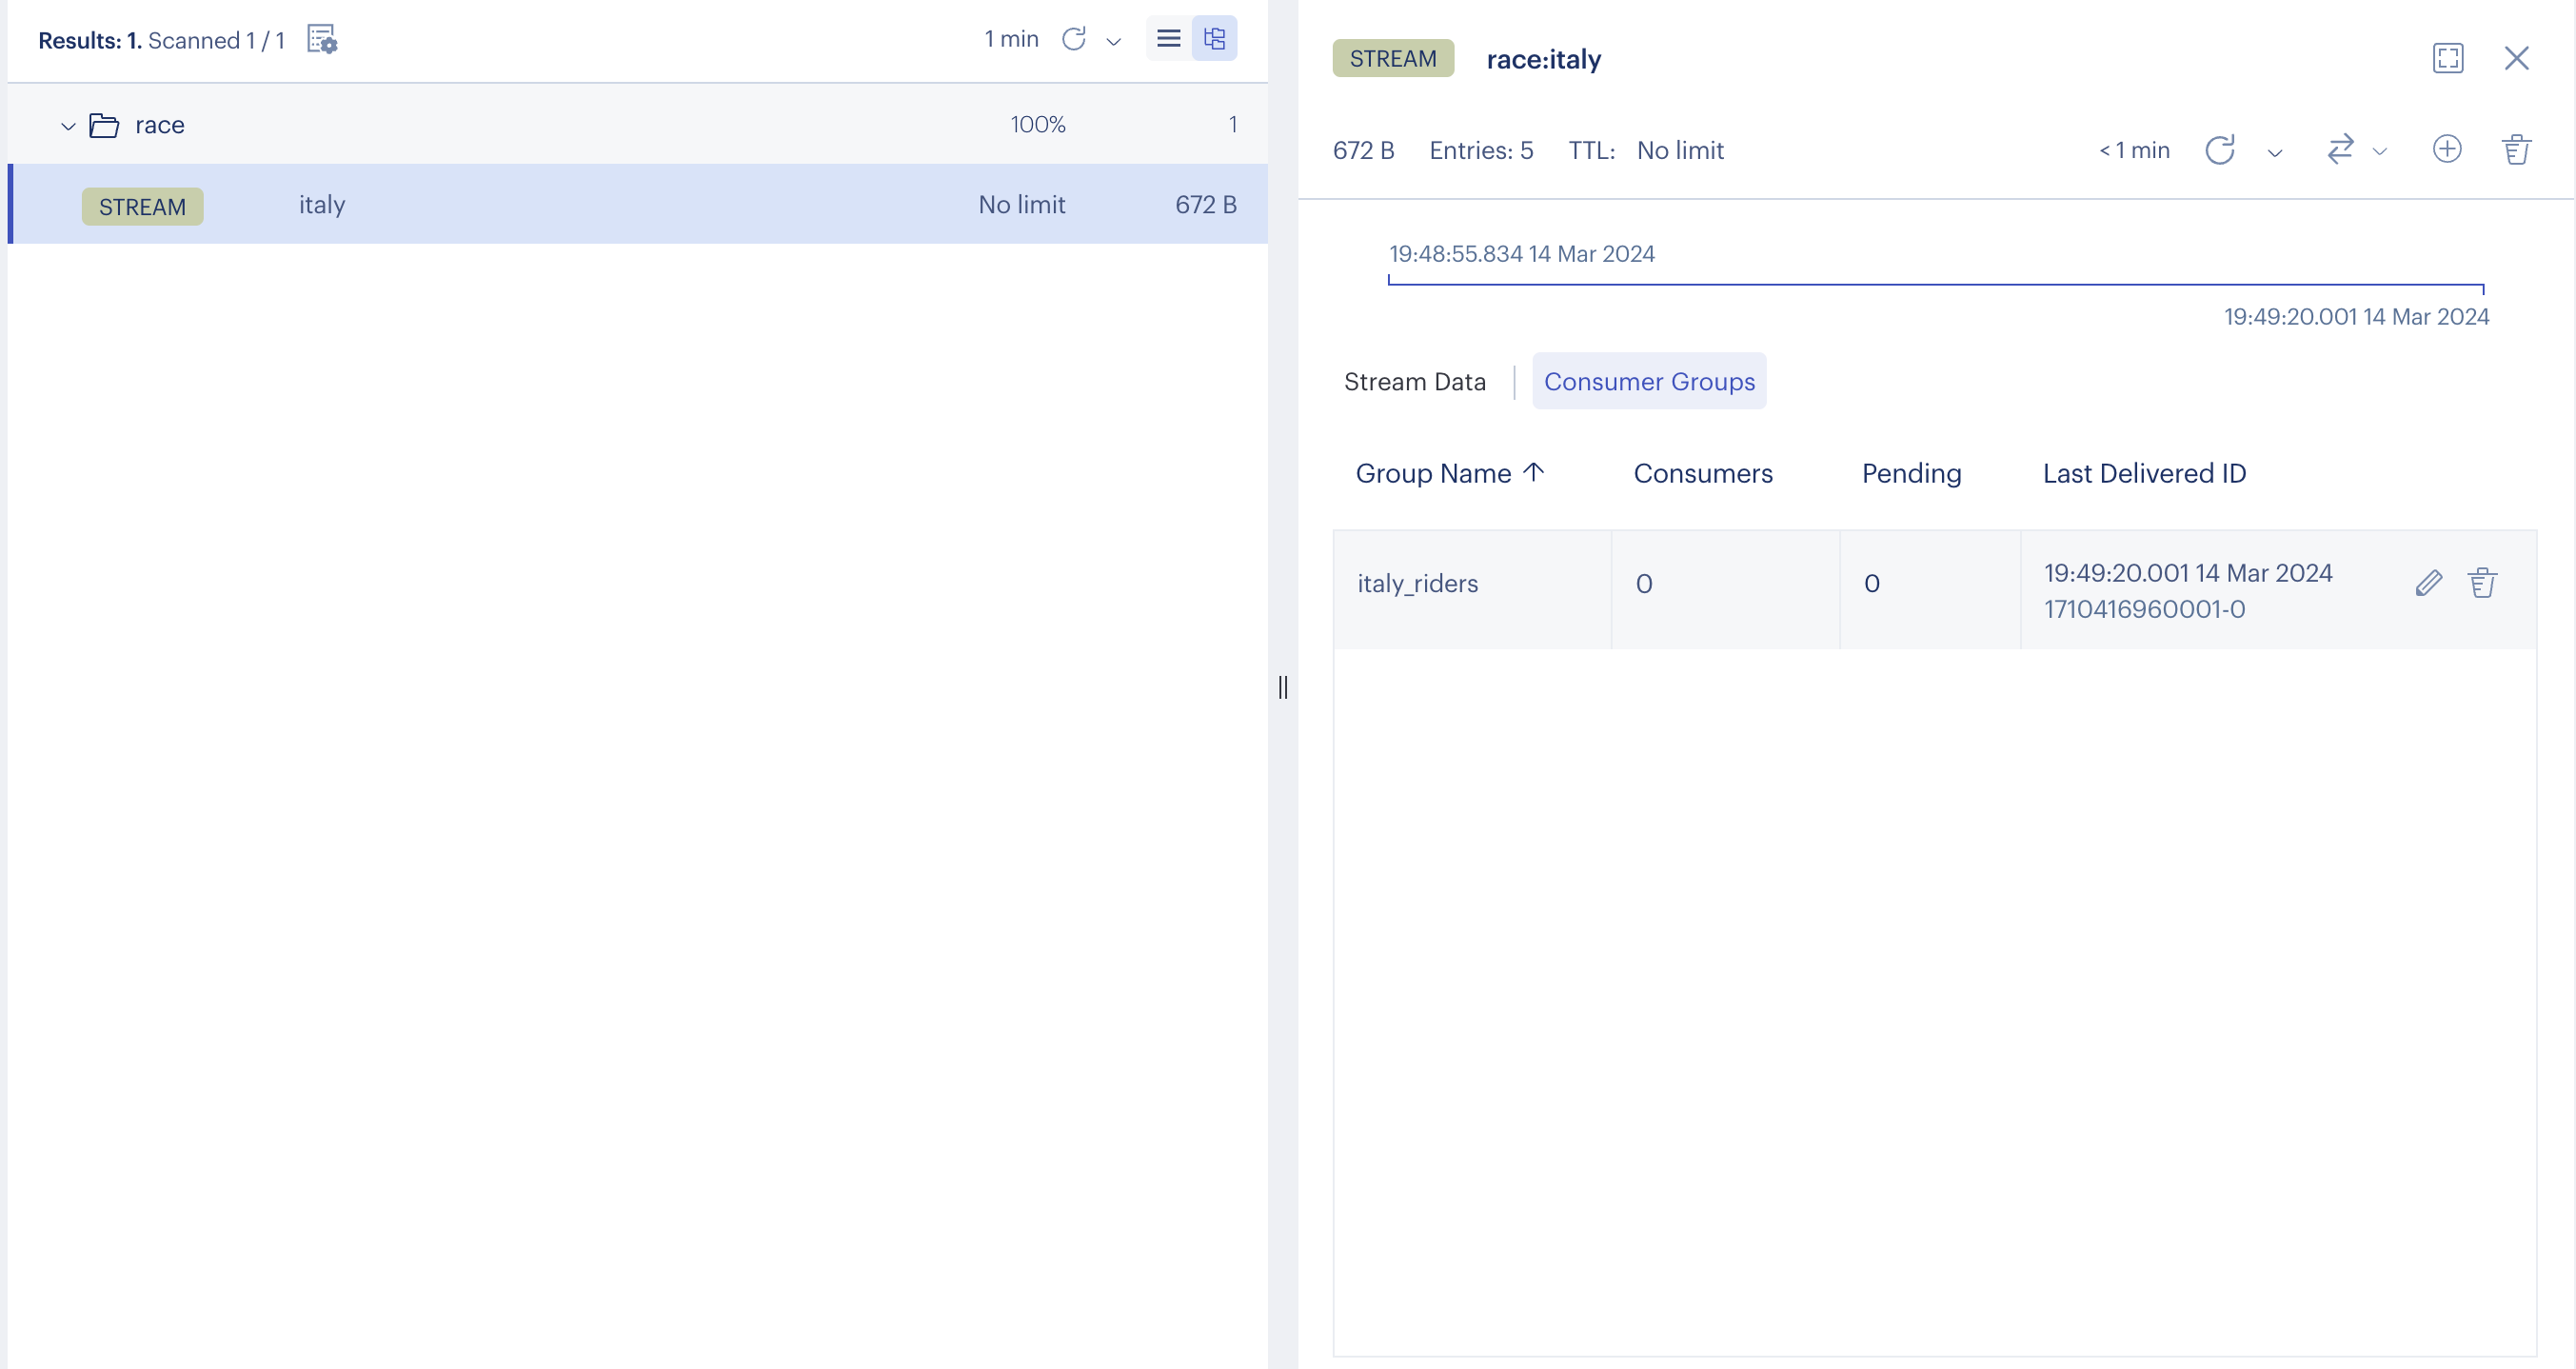 Results: 1. Scanned 1 / 1
1 min
race
100%
1
STREAM
italy
No limit
672 B
STREAM
race:italy
672 B
Entries: 5
TTL:
No limit
< 1 min
19:48:55.834 14 Mar 2024
19:49:20.001 14 Mar 2024
Stream Data
Consumer Groups
Group Name
Consumers
Pending
Last Delivered ID
italy_riders
0
0
19:49:20.001 14 Mar 2024
1710416960001-0